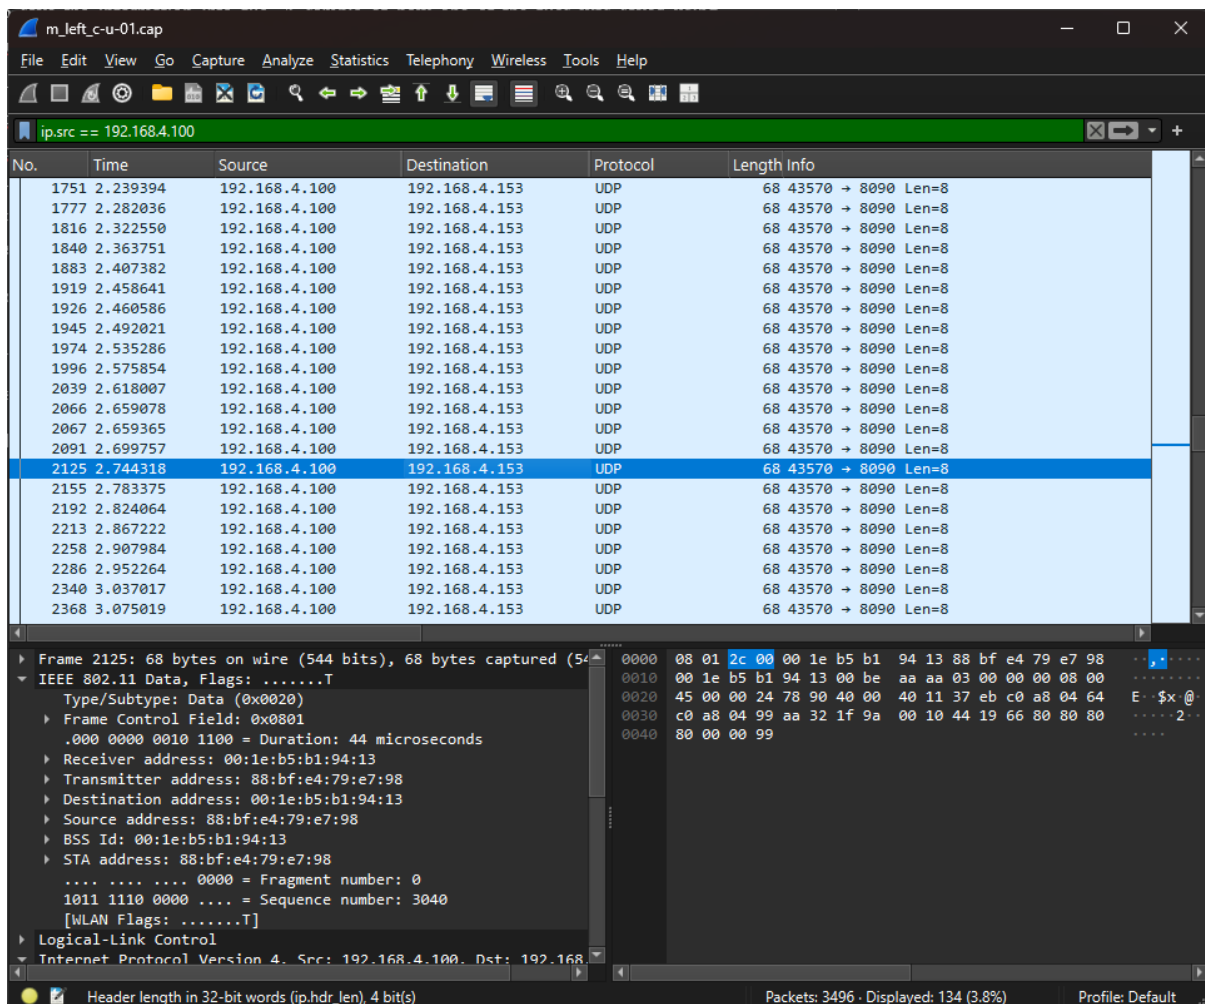 m_left_c-u-01.cap
File Edit View Go Capture Analyze Statistics Telephony Wireless Tools Help
ip.src == 192.168.4.100
No. Time Source Destination Protocol Length Info
1751 2.239394 192.168.4.100 192.168.4.153 UDP 68 43570 → 8090 Len=8
1777 2.282036 192.168.4.100 192.168.4.153 UDP 68 43570 → 8090 Len=8
1816 2.322550 192.168.4.100 192.168.4.153 UDP 68 43570 → 8090 Len=8
1840 2.363751 192.168.4.100 192.168.4.153 UDP 68 43570 → 8090 Len=8
1883 2.407382 192.168.4.100 192.168.4.153 UDP 68 43570 → 8090 Len=8
1919 2.458641 192.168.4.100 192.168.4.153 UDP 68 43570 → 8090 Len=8
1926 2.460586 192.168.4.100 192.168.4.153 UDP 68 43570 → 8090 Len=8
1945 2.492021 192.168.4.100 192.168.4.153 UDP 68 43570 → 8090 Len=8
1974 2.535286 192.168.4.100 192.168.4.153 UDP 68 43570 → 8090 Len=8
1996 2.575854 192.168.4.100 192.168.4.153 UDP 68 43570 → 8090 Len=8
2039 2.618007 192.168.4.100 192.168.4.153 UDP 68 43570 → 8090 Len=8
2066 2.659078 192.168.4.100 192.168.4.153 UDP 68 43570 → 8090 Len=8
2067 2.659365 192.168.4.100 192.168.4.153 UDP 68 43570 → 8090 Len=8
2091 2.699757 192.168.4.100 192.168.4.153 UDP 68 43570 → 8090 Len=8
2125 2.744318 192.168.4.100 192.168.4.153 UDP 68 43570 → 8090 Len=8
2155 2.783375 192.168.4.100 192.168.4.153 UDP 68 43570 → 8090 Len=8
2192 2.824064 192.168.4.100 192.168.4.153 UDP 68 43570 → 8090 Len=8
2213 2.867222 192.168.4.100 192.168.4.153 UDP 68 43570 → 8090 Len=8
2258 2.907984 192.168.4.100 192.168.4.153 UDP 68 43570 → 8090 Len=8
2286 2.952264 192.168.4.100 192.168.4.153 UDP 68 43570 → 8090 Len=8
2340 3.037017 192.168.4.100 192.168.4.153 UDP 68 43570 → 8090 Len=8
2368 3.075019 192.168.4.100 192.168.4.153 UDP 68 43570 → 8090 Len=8
Frame 2125: 68 bytes on wire (544 bits), 68 bytes captured (54
IEEE 802.11 Data, Flags: .......T
Type/Subtype: Data (0x0020)
Frame Control Field: 0x0801
.000 0000 0010 1100 = Duration: 44 microseconds
Receiver address: 00:1e:b5:b1:94:13
Transmitter address: 88:bf:e4:79:e7:98
Destination address: 00:1e:b5:b1:94:13
Source address: 88:bf:e4:79:e7:98
BSS Id: 00:1e:b5:b1:94:13
STA address: 88:bf:e4:79:e7:98
.... .... .... 0000 = Fragment number: 0
1011 1110 0000 .... = Sequence number: 3040
[WLAN Flags: .......T]
Logical-Link Control
Internet Protocol Version 4, Src: 192.168.4.100, Dst: 192.168.
0000 08 01 2c 00 00 1e b5 b1 94 13 88 bf e4 79 e7 98 ··,·····
0010 00 1e b5 b1 94 13 00 be aa aa 03 00 00 00 08 00 ········
0020 45 00 00 24 78 90 40 00 40 11 37 eb c0 a8 04 64 E··$x·@·
0030 c0 a8 04 99 aa 32 1f 9a 00 10 44 19 66 80 80 80 ·····2··
0040 80 00 00 99 ····
Header length in 32-bit words (ip.hdr_len), 4 bit(s)
Packets: 3496 · Displayed: 134 (3.8%)
Profile: Default